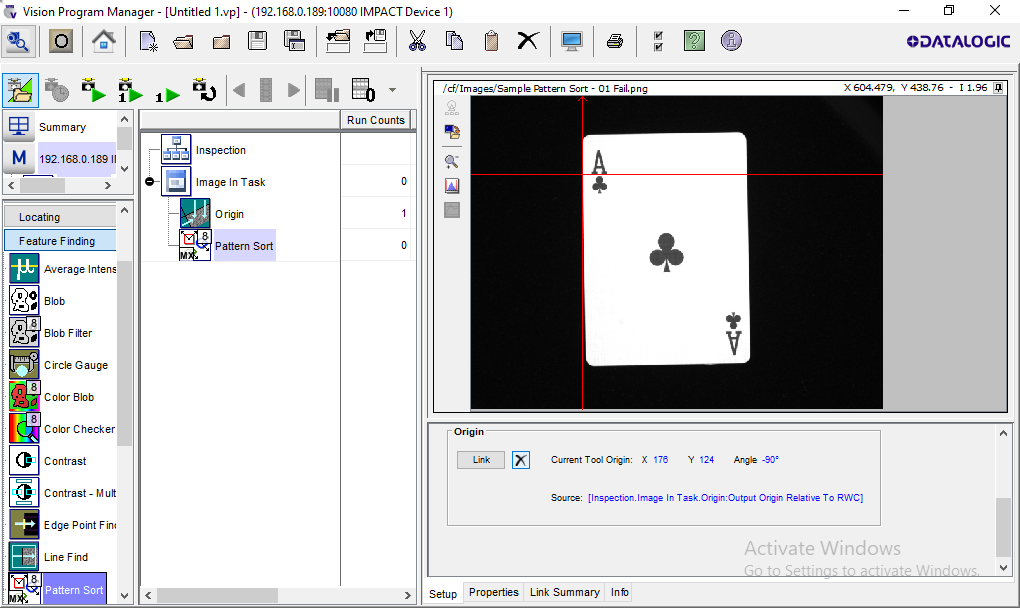 Vision Program Manager - [Untitled 1.vp] - (192.168.0.189:10080 IMPACT Device 1)
O
?
i
DATALOGIC
1
1
0
Summary
M
192.168.0.189 I
Locating
Feature Finding
Average Intens
Blob
8
Blob Filter
Circle Gauge
8
Color Blob
8
Color Checker
Contrast
Contrast - Mult
Edge Point Find
Line Find
8
MX
Pattern Sort
Run Counts
Inspection
Image In Task 0
Origin 1
8
MX
Pattern Sort 0
/cf/Images/Sample Pattern Sort - 01 Fail.png X 604.479, Y 438.76 - I 1.96
A
A
Origin
Link Current Tool Origin: X 176 Y 124 Angle -90°
Source: [Inspection.Image In Task.Origin:Output Origin Relative To RWC]
Activate Windows
Go to Settings to activate Windows.
Setup Properties Link Summary Info